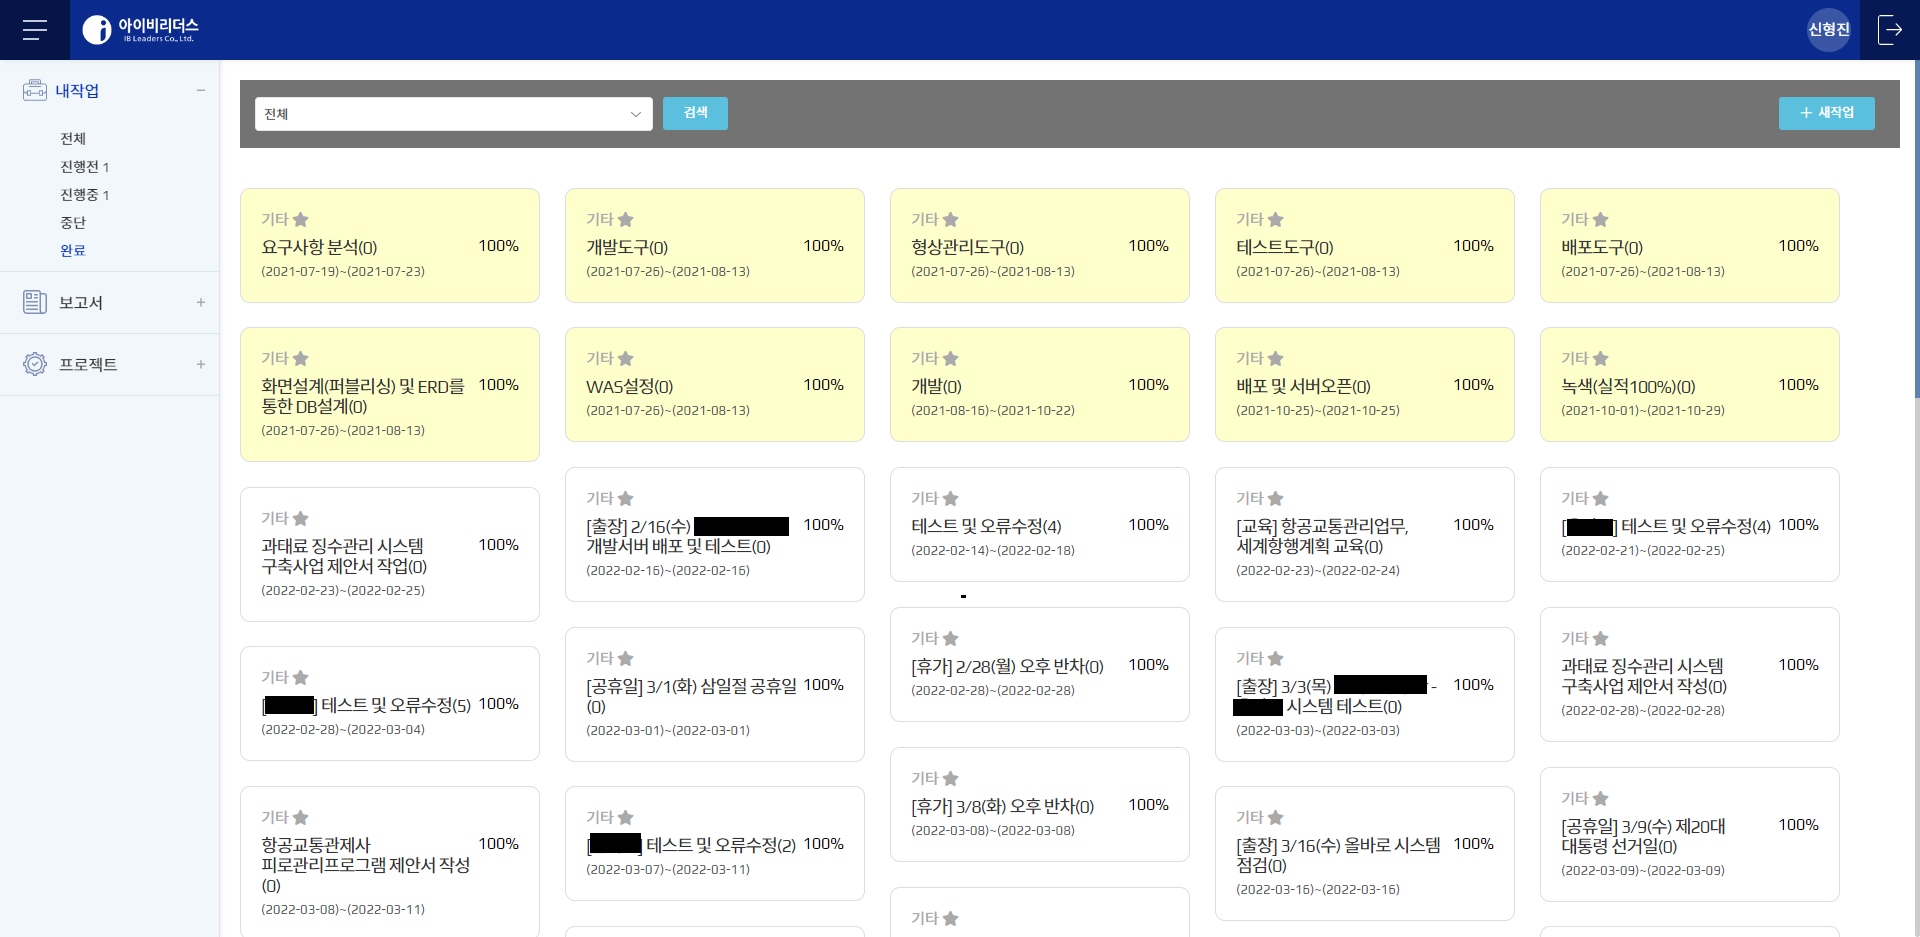 아이비리더스
IB Leaders Co., Ltd.
신형진
내작업
전체
진행전 1
진행중 1
중단
완료
보고서
프로젝트
전체
검색
+ 새작업
기타
요구사항 분석(0)
100%
(2021-07-19)~(2021-07-23)
기타
개발도구(0)
100%
(2021-07-26)~(2021-08-13)
기타
형상관리도구(0)
100%
(2021-07-26)~(2021-08-13)
기타
테스트도구(0)
100%
(2021-07-26)~(2021-08-13)
기타
배포도구(0)
100%
(2021-07-26)~(2021-08-13)
기타
화면설계(퍼블리싱) 및 ERD를
통한 DB설계(0)
100%
(2021-07-26)~(2021-08-13)
기타
WAS설정(0)
100%
(2021-07-26)~(2021-08-13)
기타
개발(0)
100%
(2021-08-16)~(2021-10-22)
기타
배포 및 서버오픈(0)
100%
(2021-10-25)~(2021-10-25)
기타
녹색(실적100%)(0)
100%
(2021-10-01)~(2021-10-29)
기타
과태료 징수관리 시스템
구축사업 제안서 작업(0)
100%
(2022-02-23)~(2022-02-25)
기타
[출장] 2/16(수)
개발서버 배포 및 테스트(0)
100%
(2022-02-16)~(2022-02-16)
기타
테스트 및 오류수정(4)
100%
(2022-02-14)~(2022-02-18)
기타
[교육] 항공교통관리업무,
세계항행계획 교육(0)
100%
(2022-02-23)~(2022-02-24)
기타
[ ] 테스트 및 오류수정(4)
100%
(2022-02-21)~(2022-02-25)
기타
[ ] 테스트 및 오류수정(5)
100%
(2022-02-28)~(2022-03-04)
기타
[공휴일] 3/1(화) 삼일절 공휴일
(0)
100%
(2022-03-01)~(2022-03-01)
기타
[휴가] 2/28(월) 오후 반차(0)
100%
(2022-02-28)~(2022-02-28)
기타
[출장] 3/3(목) -
시스템 테스트(0)
100%
(2022-03-03)~(2022-03-03)
기타
과태료 징수관리 시스템
구축사업 제안서 작성(0)
100%
(2022-02-28)~(2022-02-28)
기타
항공교통관제사
피로관리프로그램 제안서 작성
(0)
100%
(2022-03-08)~(2022-03-11)
기타
[ ] 테스트 및 오류수정(2)
100%
(2022-03-07)~(2022-03-11)
기타
[휴가] 3/8(화) 오후 반차(0)
100%
(2022-03-08)~(2022-03-08)
기타
[출장] 3/16(수) 올바로 시스템
점검(0)
100%
(2022-03-16)~(2022-03-16)
기타
[공휴일] 3/9(수) 제20대
대통령 선거일(0)
100%
(2022-03-09)~(2022-03-09)
기타